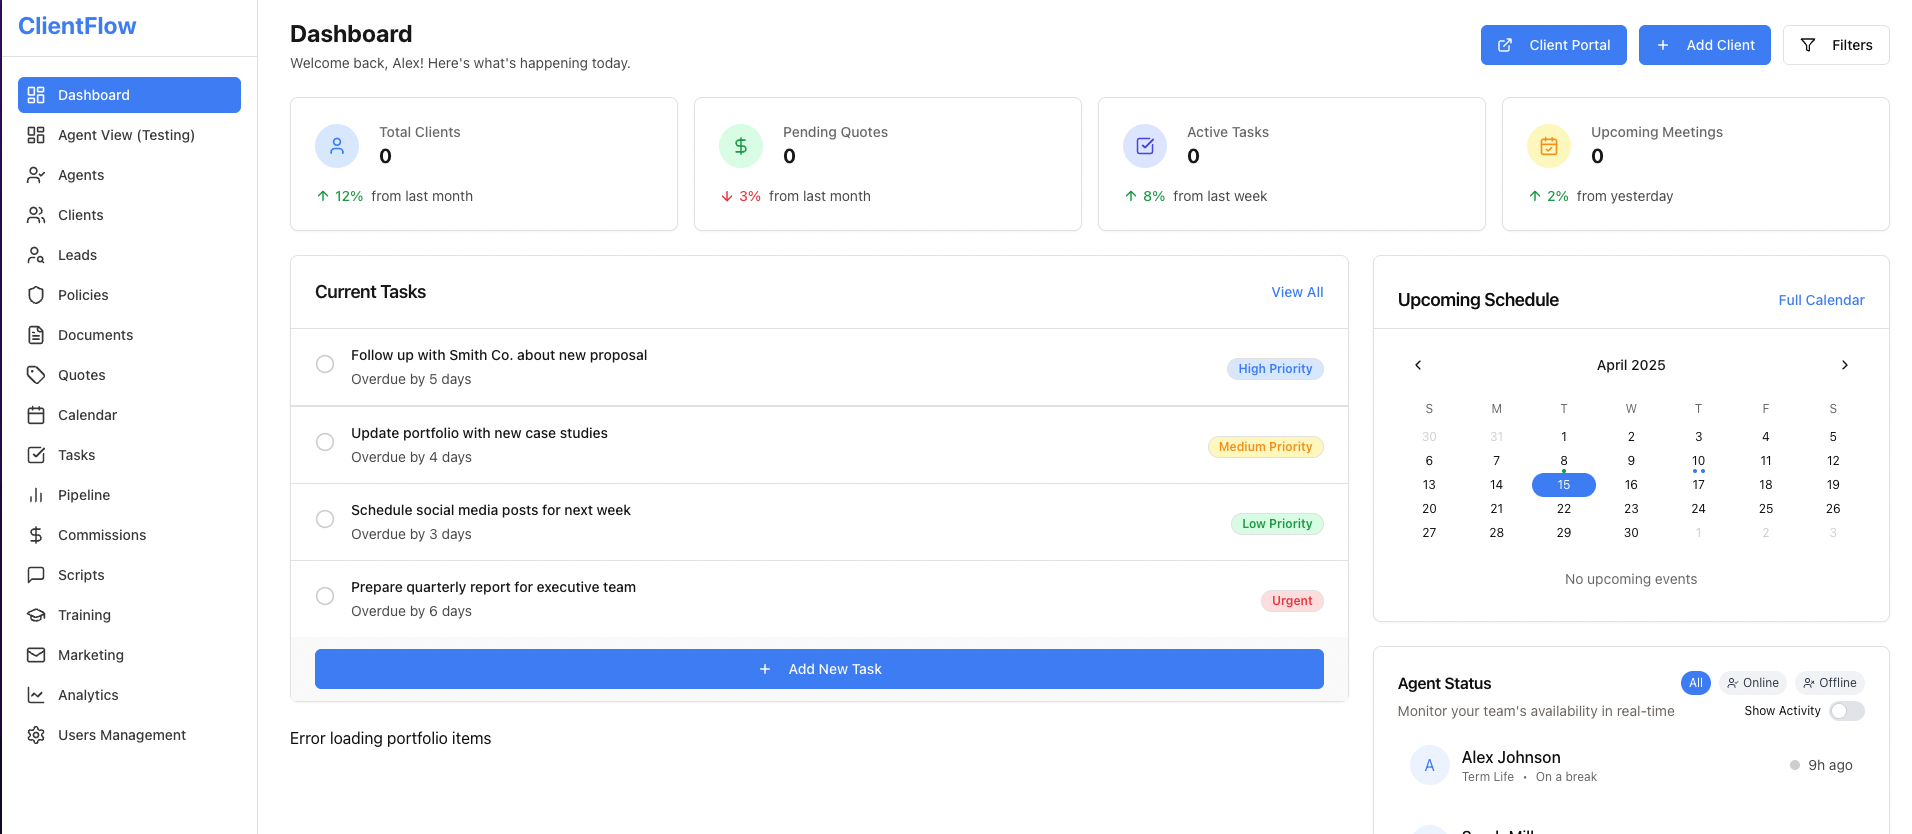 ClientFlow
Dashboard
Agent View (Testing)
Agents
Clients
Leads
Policies
Documents
Quotes
Calendar
Tasks
Pipeline
Commissions
Scripts
Training
Marketing
Analytics
Users Management
Dashboard
Welcome back, Alex! Here's what's happening today.
Client Portal
Add Client
Filters
Total Clients
0
12% from last month
Pending Quotes
0
3% from last month
Active Tasks
0
8% from last week
Upcoming Meetings
0
2% from yesterday
Current Tasks
View All
Follow up with Smith Co. about new proposal
Overdue by 5 days
High Priority
Update portfolio with new case studies
Overdue by 4 days
Medium Priority
Schedule social media posts for next week
Overdue by 3 days
Low Priority
Prepare quarterly report for executive team
Overdue by 6 days
Urgent
Add New Task
Error loading portfolio items
Upcoming Schedule
Full Calendar
April 2025
S M T W T F S
30 31 1 2 3 4 5
6 7 8 9 10 11 12
13 14 15 16 17 18 19
20 21 22 23 24 25 26
27 28 29 30 1 2 3
No upcoming events
Agent Status
All
Online
Offline
Monitor your team's availability in real-time
Show Activity
A
Alex Johnson
Term Life • On a break
9h ago